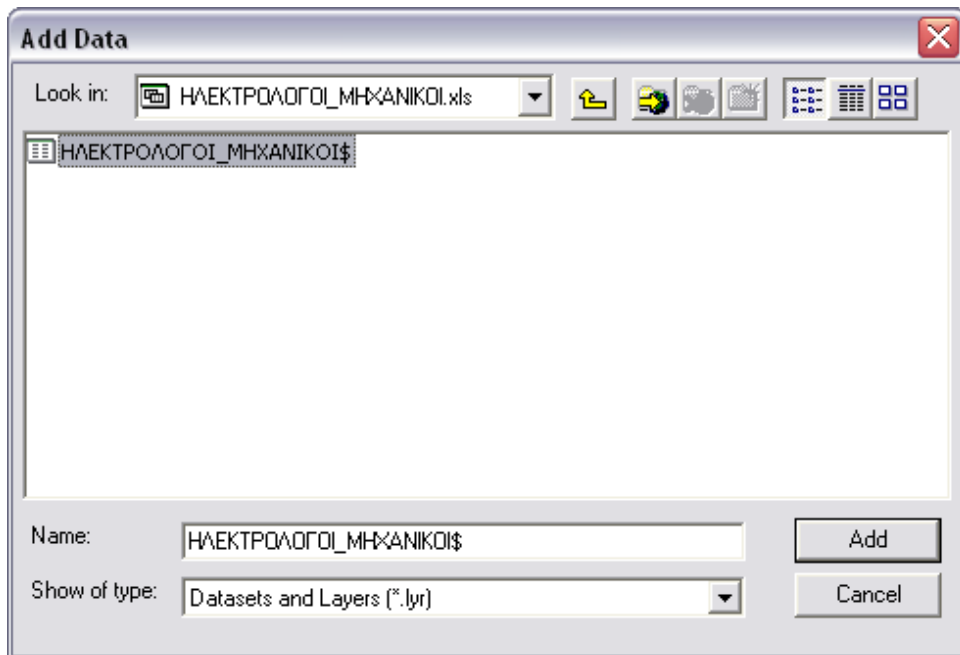 Add Data
Look in: ΗΛΕΚΤΡΟΛΟΓΟΙ_ΜΗΧΑΝΙΚΟΙ.xls
ΗΛΕΚΤΡΟΛΟΓΟΙ_ΜΗΧΑΝΙΚΟΙ$
Name: ΗΛΕΚΤΡΟΛΟΓΟΙ_ΜΗΧΑΝΙΚΟΙ$ Add
Show of type: Datasets and Layers (*.lyr) Cancel